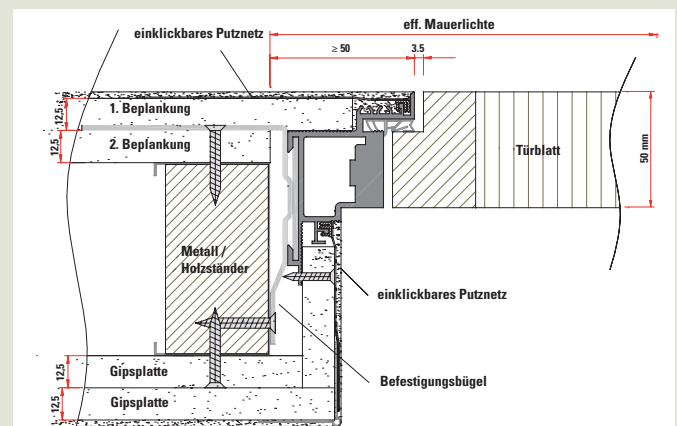 eff. Mauerlichte
einklickbares Putznetz
≥ 50
3.5
12,5
1. Beplankung
12,5
2. Beplankung
Türblatt
50 mm
Metall /
Holzständer
einklickbares Putznetz
12,5
Gipsplatte
Befestigungsbügel
12,5
Gipsplatte